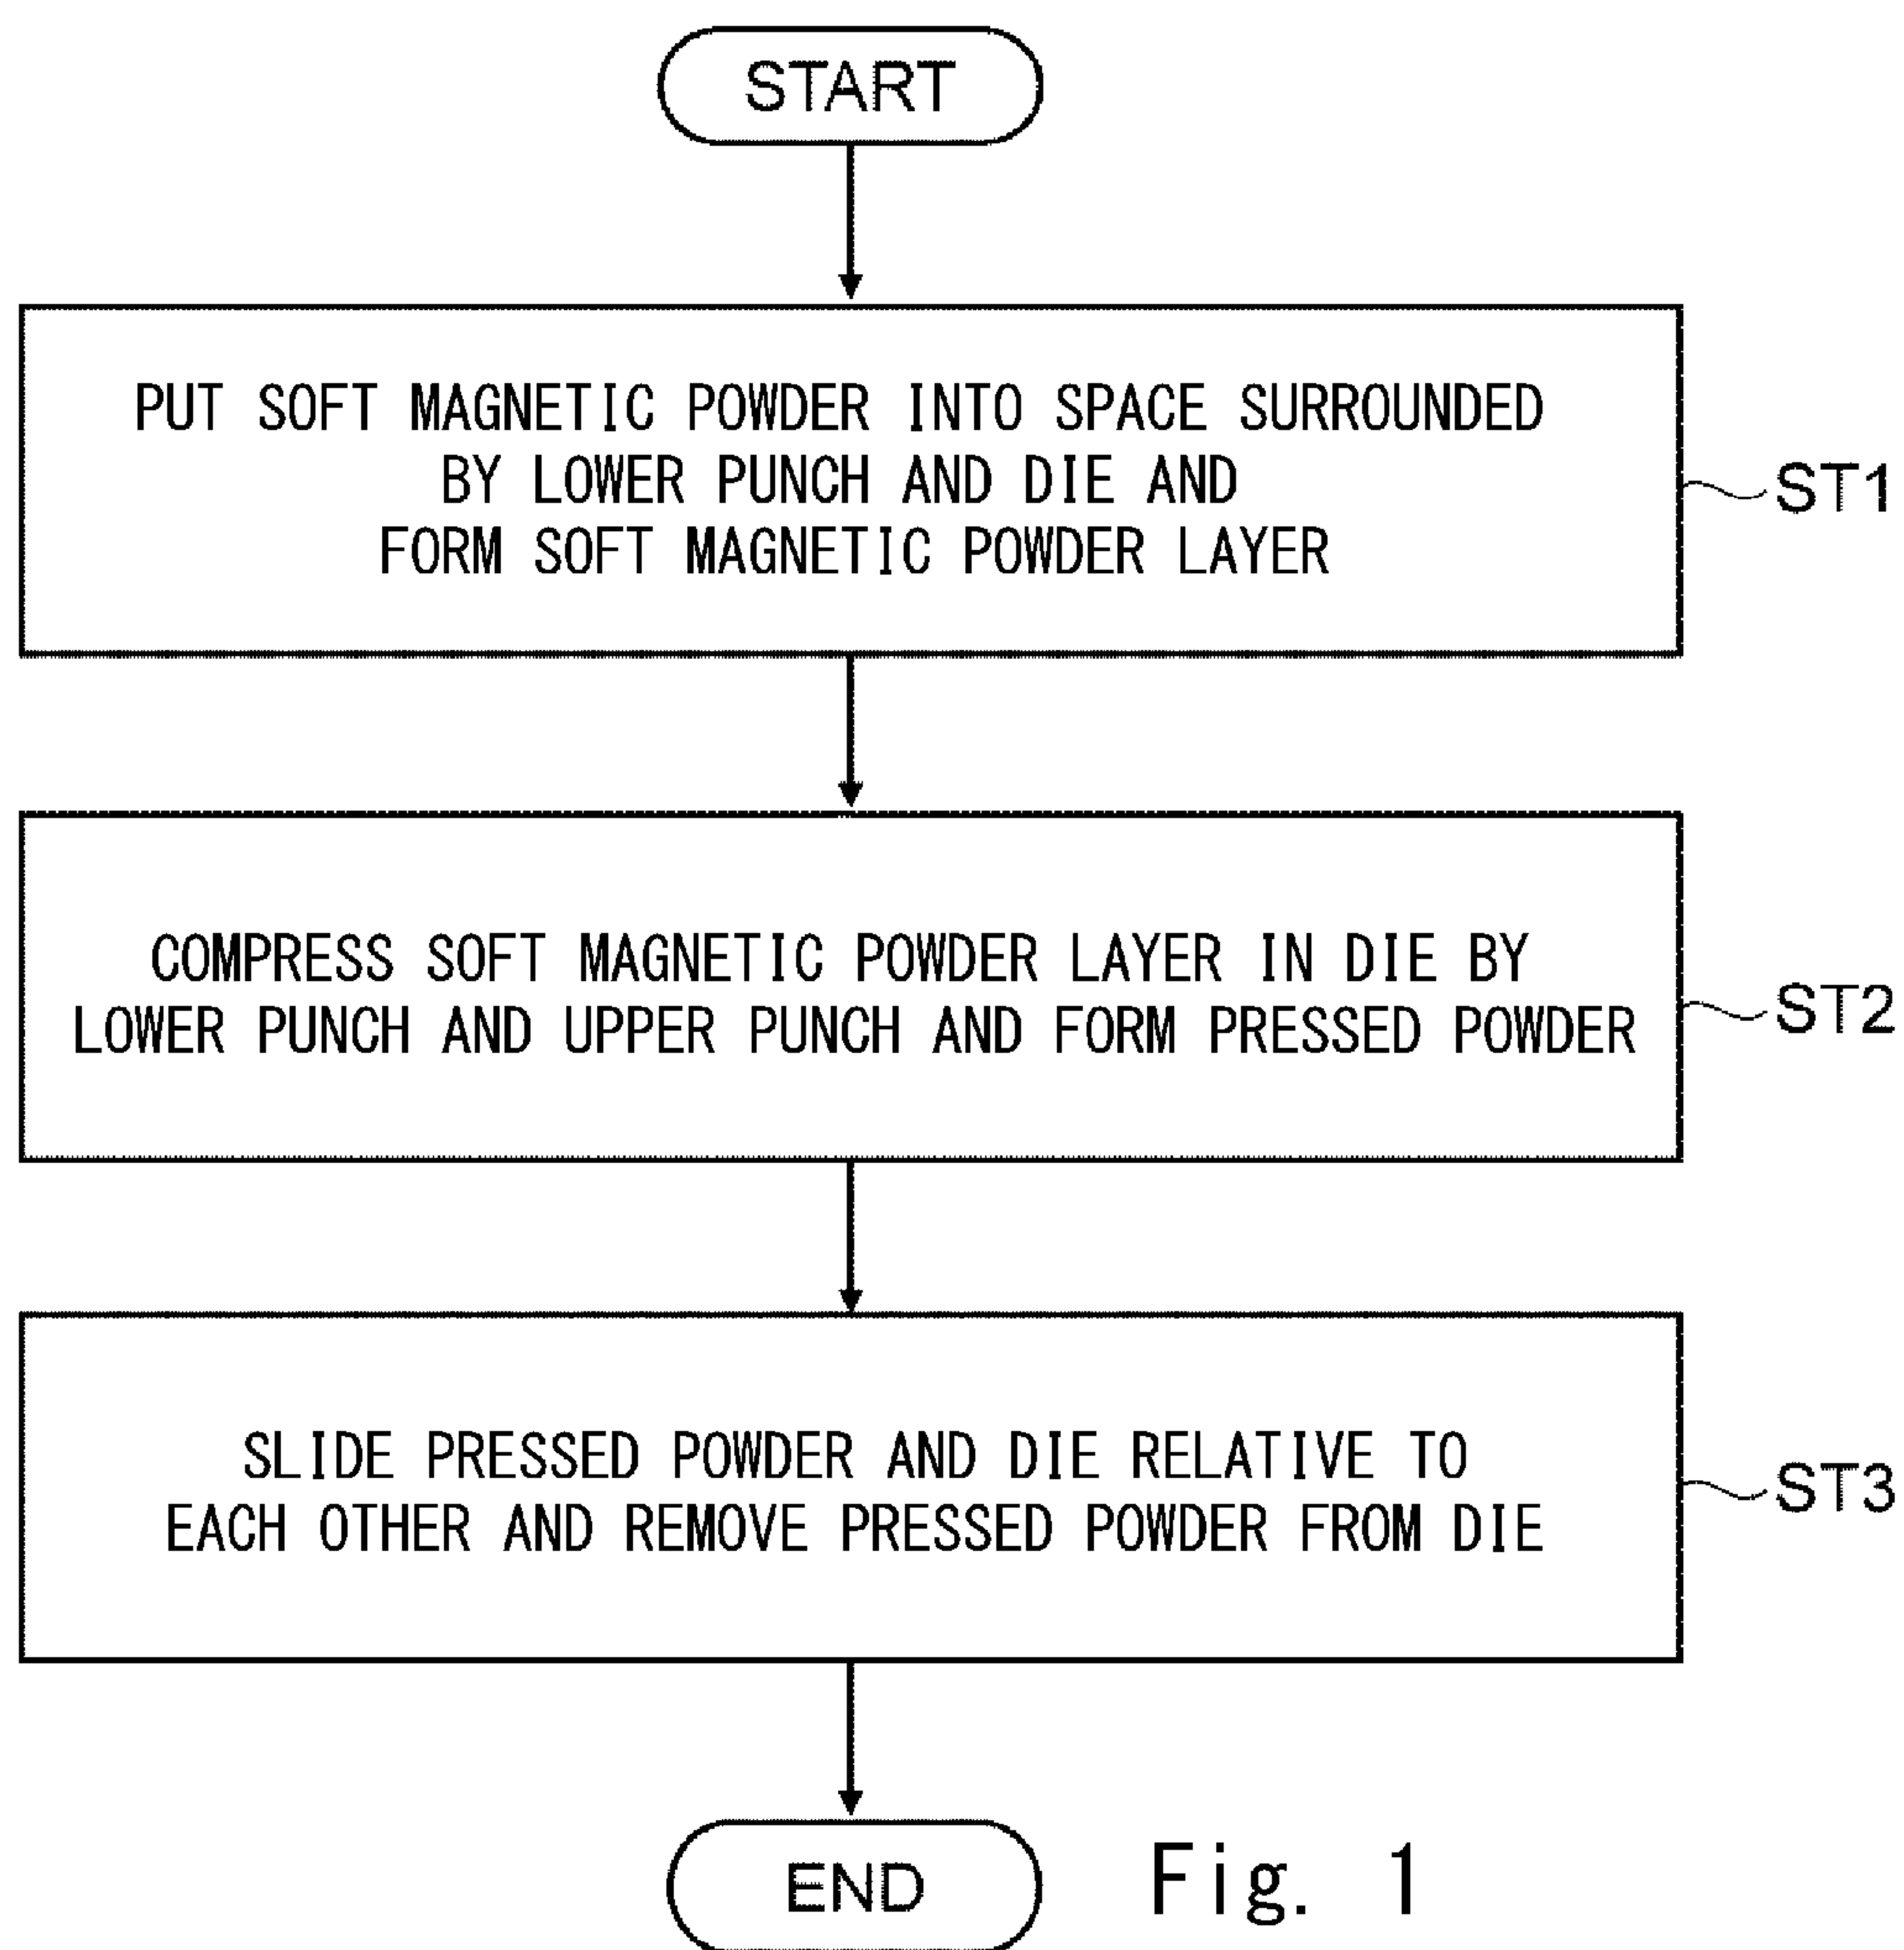 START
PUT SOFT MAGNETIC POWDER INTO SPACE SURROUNDED
BY LOWER PUNCH AND DIE AND
FORM SOFT MAGNETIC POWDER LAYER
ST1
COMPRESS SOFT MAGNETIC POWDER LAYER IN DIE BY
LOWER PUNCH AND UPPER PUNCH AND FORM PRESSED POWDER
ST2
SLIDE PRESSED POWDER AND DIE RELATIVE TO
EACH OTHER AND REMOVE PRESSED POWDER FROM DIE
ST3
END
Fig. 1